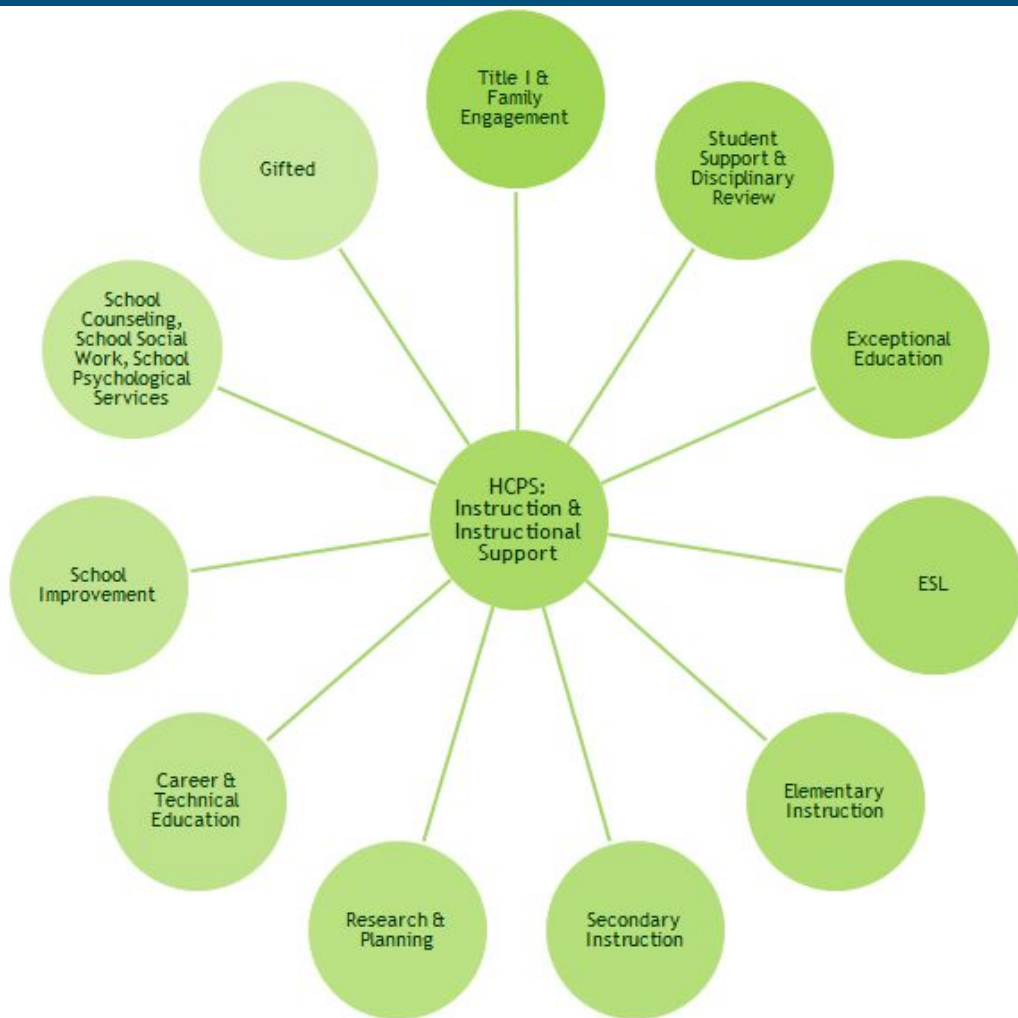 Title I &
Family
Engagement
Student
Support &
Disciplinary
Review
Exceptional
Education
ESL
Elementary
Instruction
Secondary
Instruction
Research &
Planning
Career &
Technical
Education
School
Improvement
School
Counseling,
School Social
Work, School
Psychological
Services
Gifted
HCPS:
Instruction &
Instructional
Support